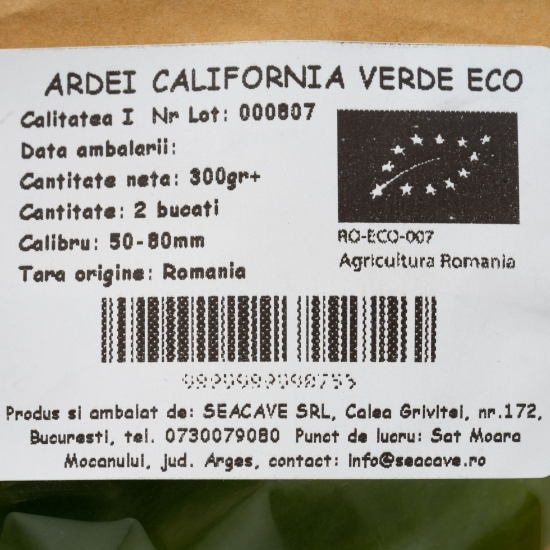 ARDEI CALIFORNIA VERDE ECO
Calitatea I Nr Lot: 000807
Data ambalarii:
Cantitate neta: 300gr+
Cantitate: 2 bucati
Calibru: 50-80mm
Tara origine: Romania
RO-ECO-007
Agricultura Romania
Produs si ambalat de: SEACAVE SRL, Calea Grivitei, nr.172,
Bucuresti, tel. 0730079080 Punct de lucru: Sat Moara
Mocanului, jud. Arges, contact: info@seacave.ro